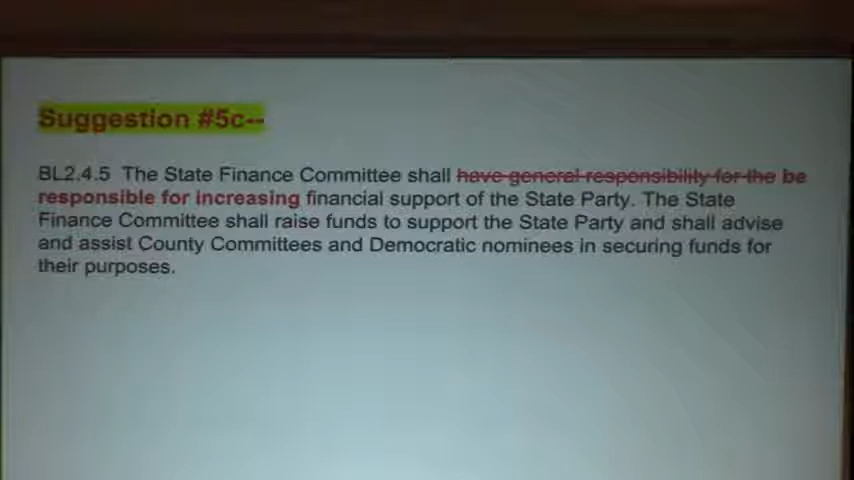 Suggestion #5c--
BL2.4.5 The State Finance Committee shall have general responsibility for the be
responsible for increasing financial support of the State Party. The State
Finance Committee shall raise funds to support the State Party and shall advise
and assist County Committees and Democratic nominees in securing funds for
their purposes.